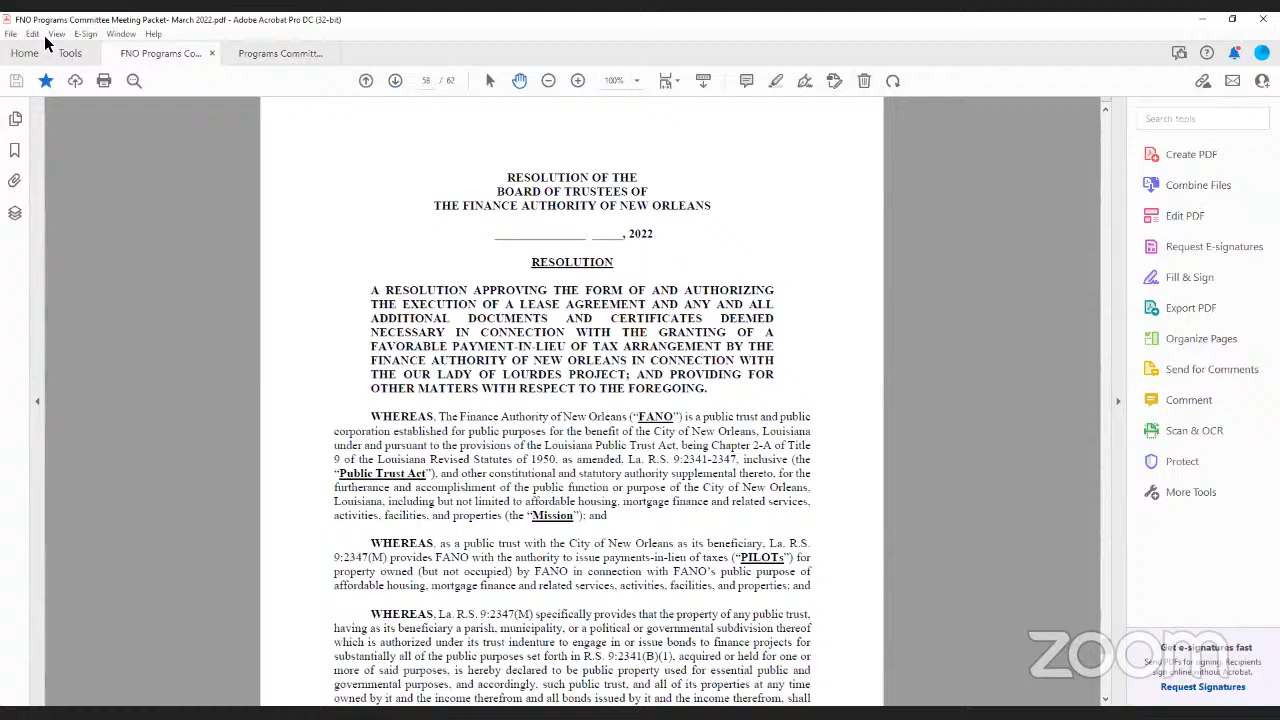 FNO Programs Committee Meeting Packet- March 2022.pdf - Adobe Acrobat Pro DC (32-bit)
File Edit View E-Sign Window Help
Home Tools FNO Programs Co... × Programs Committ...
58 / 62 100%
Search tools
Create PDF
Combine Files
Edit PDF
Request E-signatures
Fill & Sign
Export PDF
Organize Pages
Send for Comments
Comment
Scan & OCR
Protect
More Tools
RESOLUTION OF THE
BOARD OF TRUSTEES OF
THE FINANCE AUTHORITY OF NEW ORLEANS
______________ _____, 2022
RESOLUTION
A RESOLUTION APPROVING THE FORM OF AND AUTHORIZING
THE EXECUTION OF A LEASE AGREEMENT AND ANY AND ALL
ADDITIONAL DOCUMENTS AND CERTIFICATES DEEMED
NECESSARY IN CONNECTION WITH THE GRANTING OF A
FAVORABLE PAYMENT-IN-LIEU OF TAX ARRANGEMENT BY THE
FINANCE AUTHORITY OF NEW ORLEANS IN CONNECTION WITH
THE OUR LADY OF LOURDES PROJECT; AND PROVIDING FOR
OTHER MATTERS WITH RESPECT TO THE FOREGOING.
WHEREAS, The Finance Authority of New Orleans (“FANO”) is a public trust and public
corporation established for public purposes for the benefit of the City of New Orleans, Louisiana
under and pursuant to the provisions of the Louisiana Public Trust Act, being Chapter 2-A of Title
9 of the Louisiana Revised Statutes of 1950, as amended, La. R.S. 9:2341-2347, inclusive (the
“Public Trust Act”), and other constitutional and statutory authority supplemental thereto, for the
furtherance and accomplishment of the public function or purpose of the City of New Orleans,
Louisiana, including but not limited to affordable housing, mortgage finance and related services,
activities, facilities, and properties (the “Mission”); and
WHEREAS, as a public trust with the City of New Orleans as its beneficiary, La. R.S.
9:2347(M) provides FANO with the authority to issue payments-in-lieu of taxes (“PILOTs”) for
property owned (but not occupied) by FANO in connection with FANO’s public purpose of
affordable housing, mortgage finance and related services, activities, facilities, and properties; and
WHEREAS, La. R.S. 9:2347(M) specifically provides that the property of any public trust,
having as its beneficiary a parish, municipality, or a political or governmental subdivision thereof
which is authorized under its trust indenture to engage in or issue bonds to finance projects for
substantially all of the public purposes set forth in R.S. 9:2341(B)(1), acquired or held for one or
more of said purposes, is hereby declared to be public property used for essential public and
governmental purposes, and accordingly, such public trust, and all of its properties at any time
owned by it and the income therefrom and all bonds issued by it and the income therefrom, shall
Get e-signatures fast
Send PDFs for signing. Recipients
sign online without Acrobat.
Request Signatures
zoom